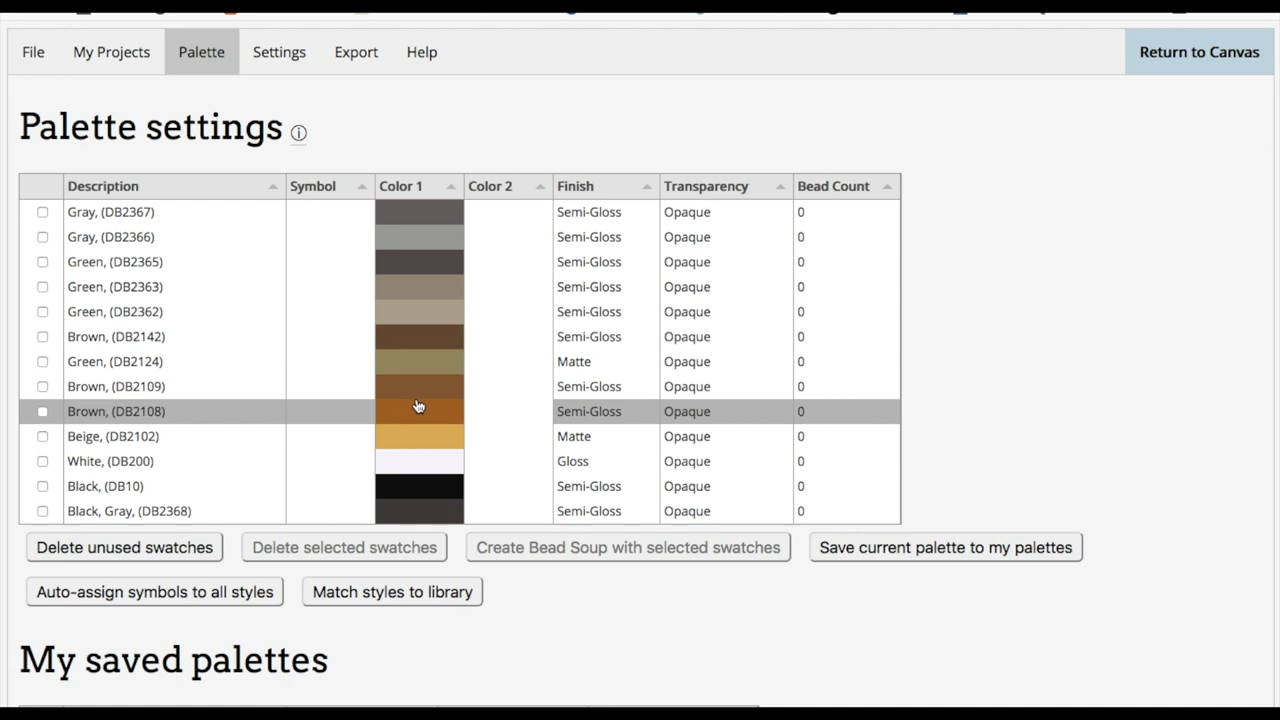 File My Projects Palette Settings Export Help Return to Canvas
Palette settings
Description Symbol Color 1 Color 2 Finish Transparency Bead Count
Gray, (DB2367) Semi-Gloss Opaque 0
Gray, (DB2366) Semi-Gloss Opaque 0
Green, (DB2365) Semi-Gloss Opaque 0
Green, (DB2363) Semi-Gloss Opaque 0
Green, (DB2362) Semi-Gloss Opaque 0
Brown, (DB2142) Semi-Gloss Opaque 0
Green, (DB2124) Matte Opaque 0
Brown, (DB2109) Semi-Gloss Opaque 0
Brown, (DB2108) Semi-Gloss Opaque 0
Beige, (DB2102) Matte Opaque 0
White, (DB200) Gloss Opaque 0
Black, (DB10) Semi-Gloss Opaque 0
Black, Gray, (DB2368) Semi-Gloss Opaque 0
Delete unused swatches Delete selected swatches Create Bead Soup with selected swatches Save current palette to my palettes
Auto-assign symbols to all styles Match styles to library
My saved palettes